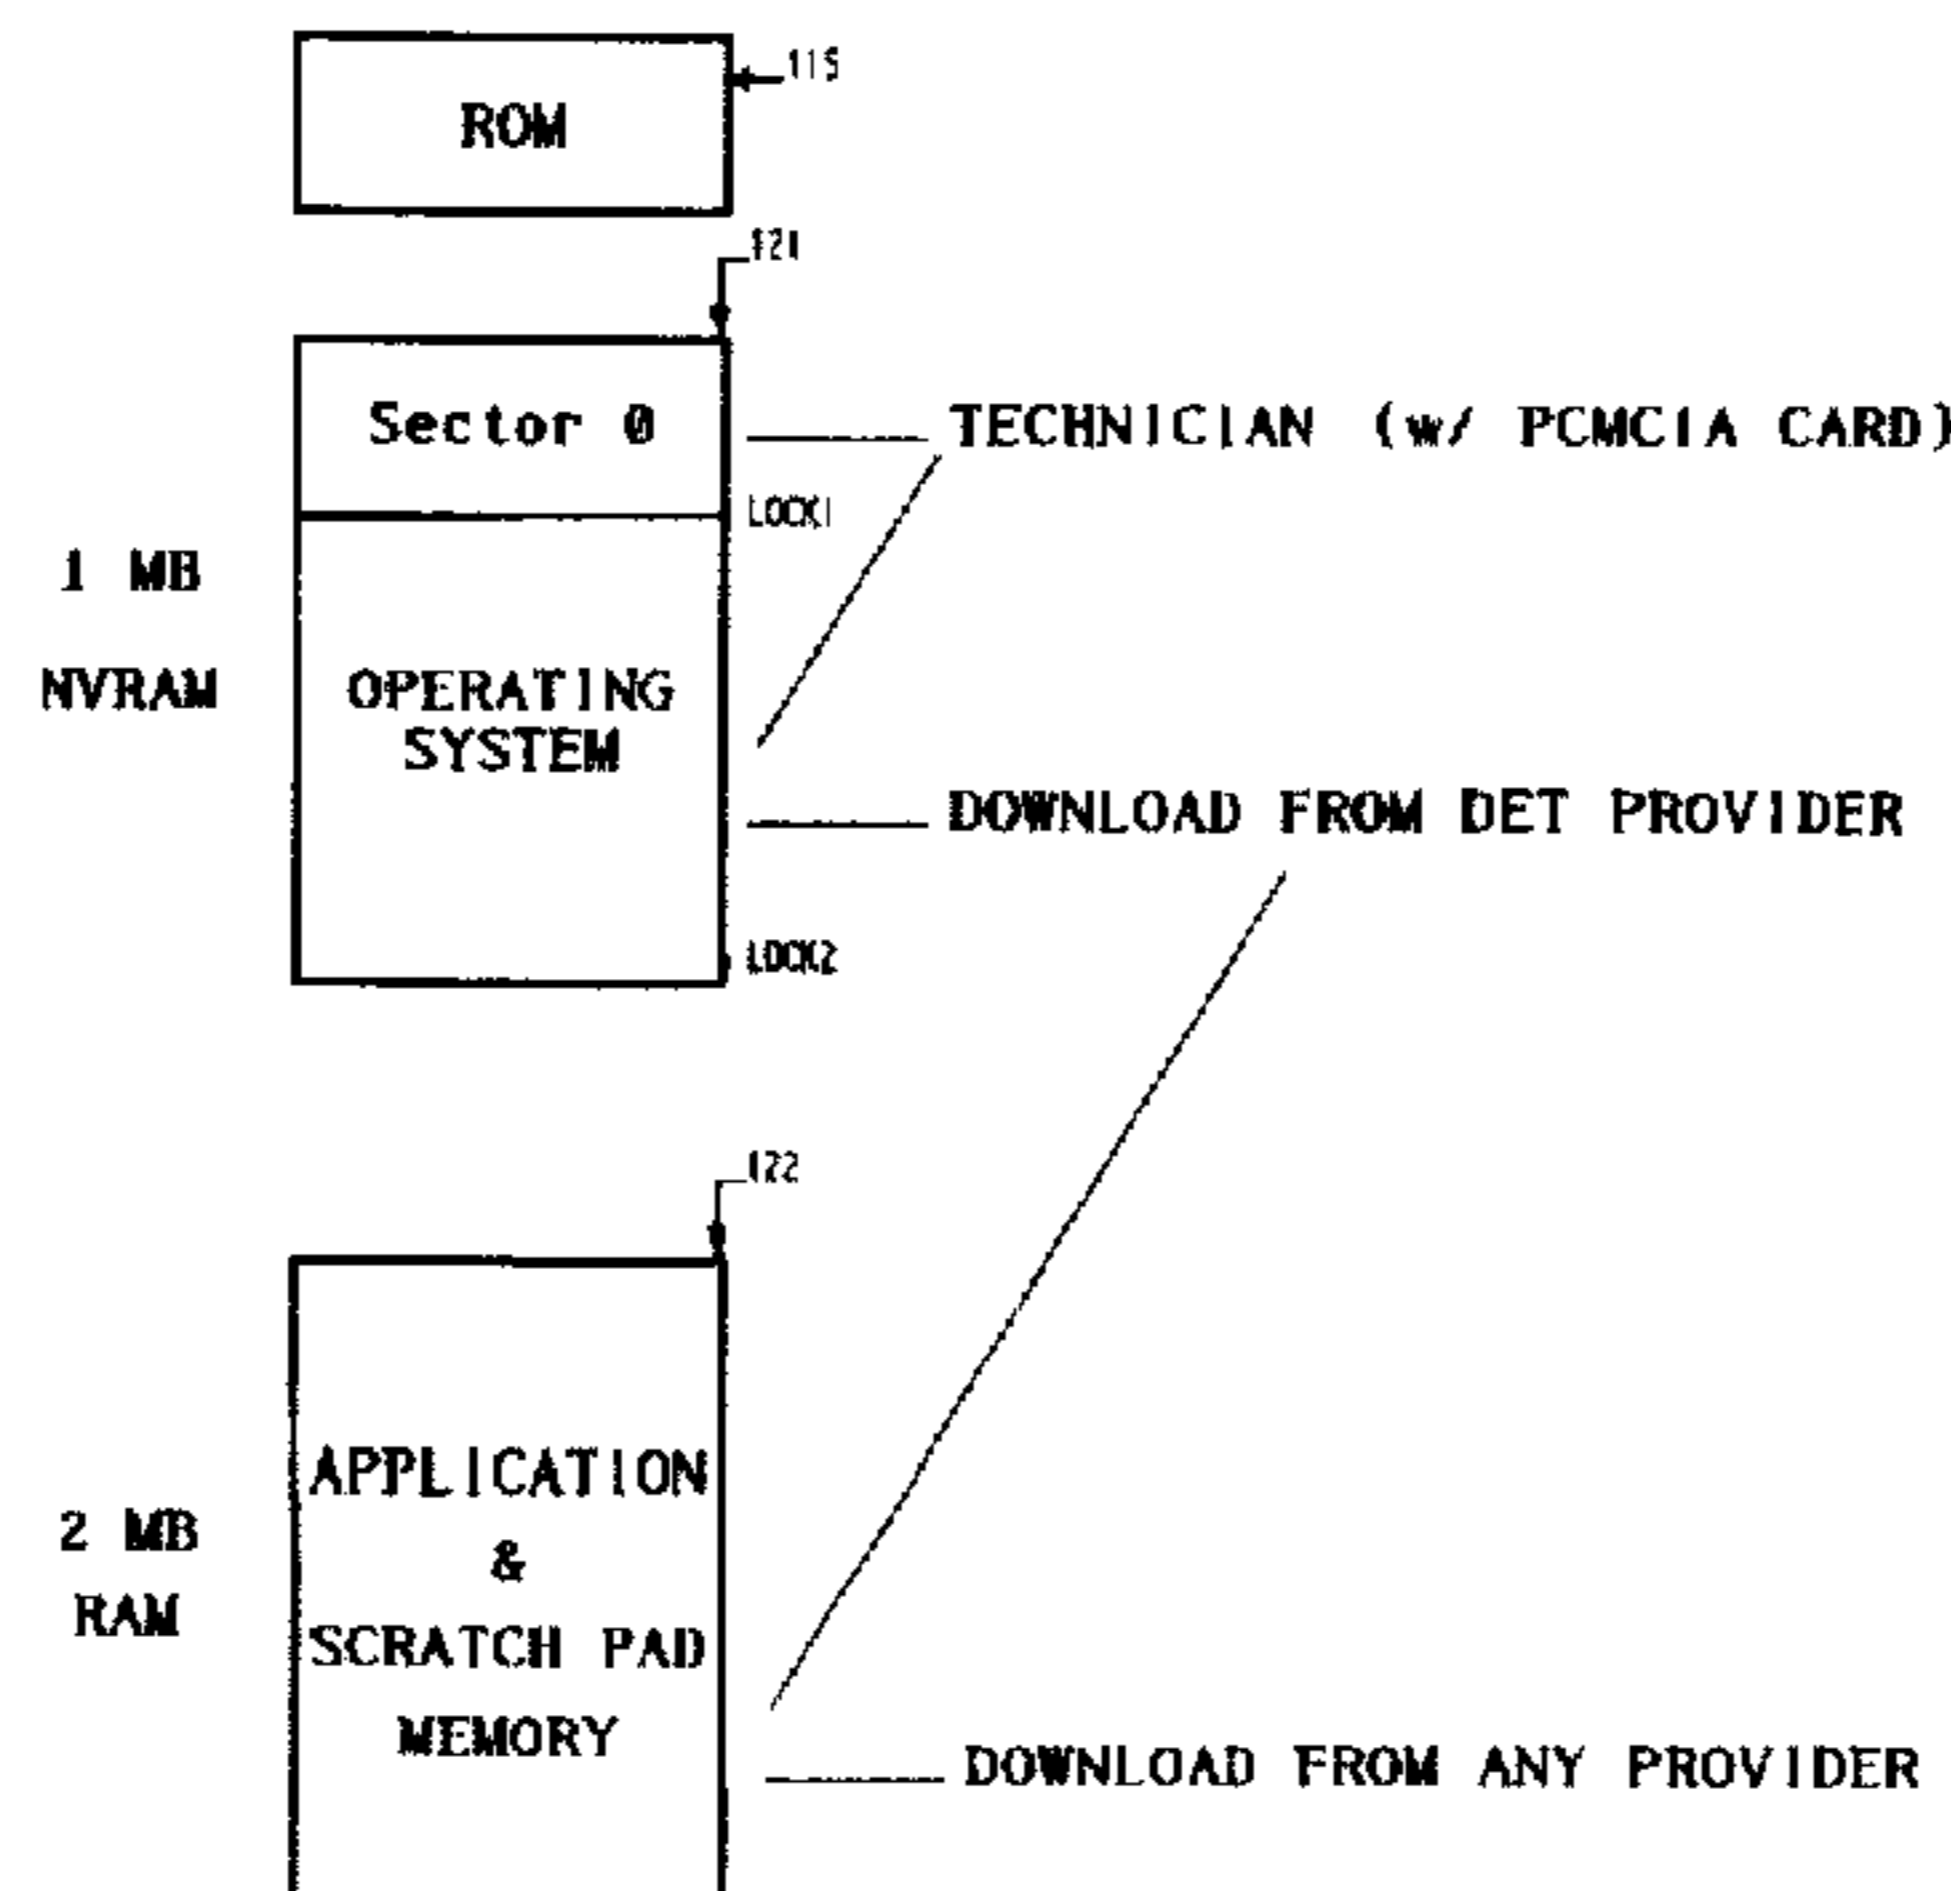 115
ROM
121
Sector 0
TECHNICIAN (w/ PCMCIA CARD)
LOCK1
1 MB
NVRAM
OPERATING
SYSTEM
DOWNLOAD FROM DET PROVIDER
LOCK2
122
APPLICATION
&
SCRATCH PAD
MEMORY
2 MB
RAM
DOWNLOAD FROM ANY PROVIDER